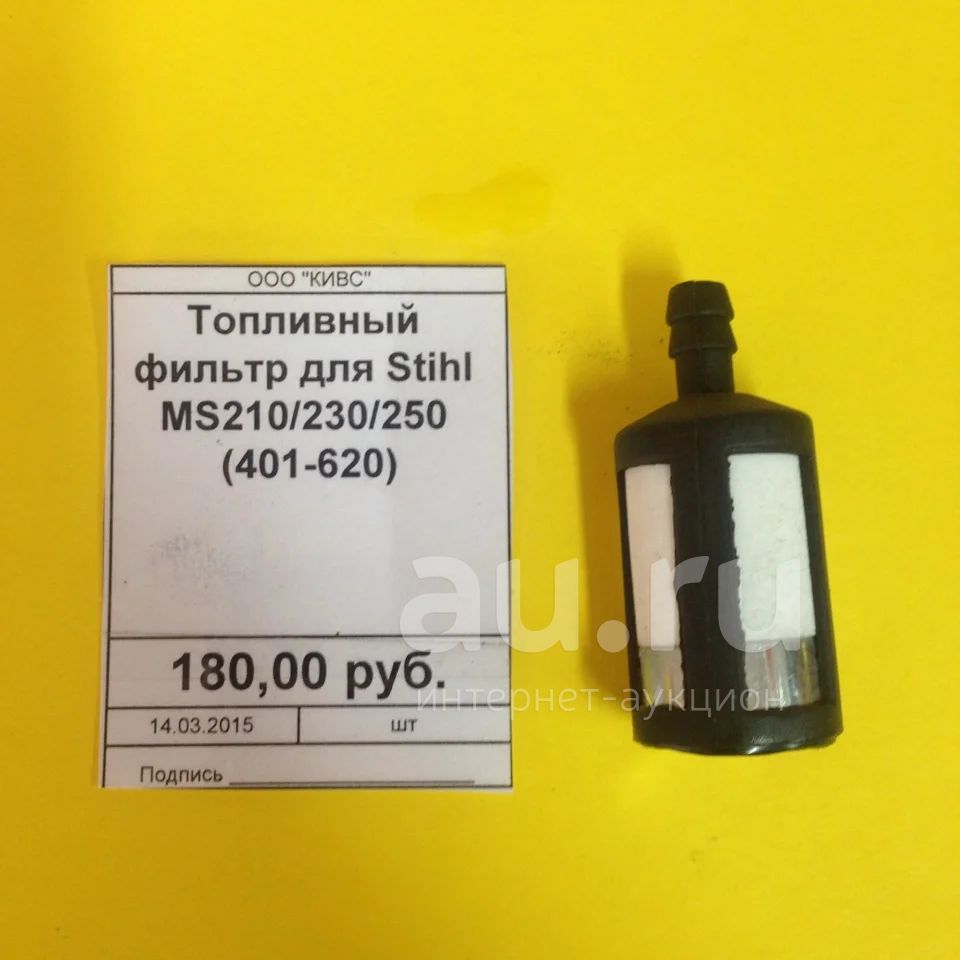 ООО "КИВС"
Топливный
фильтр для Stihl
MS210/230/250
(401-620)
180,00 руб.
14.03.2015 шт
Подпись
au.ru
интернет-аукцион